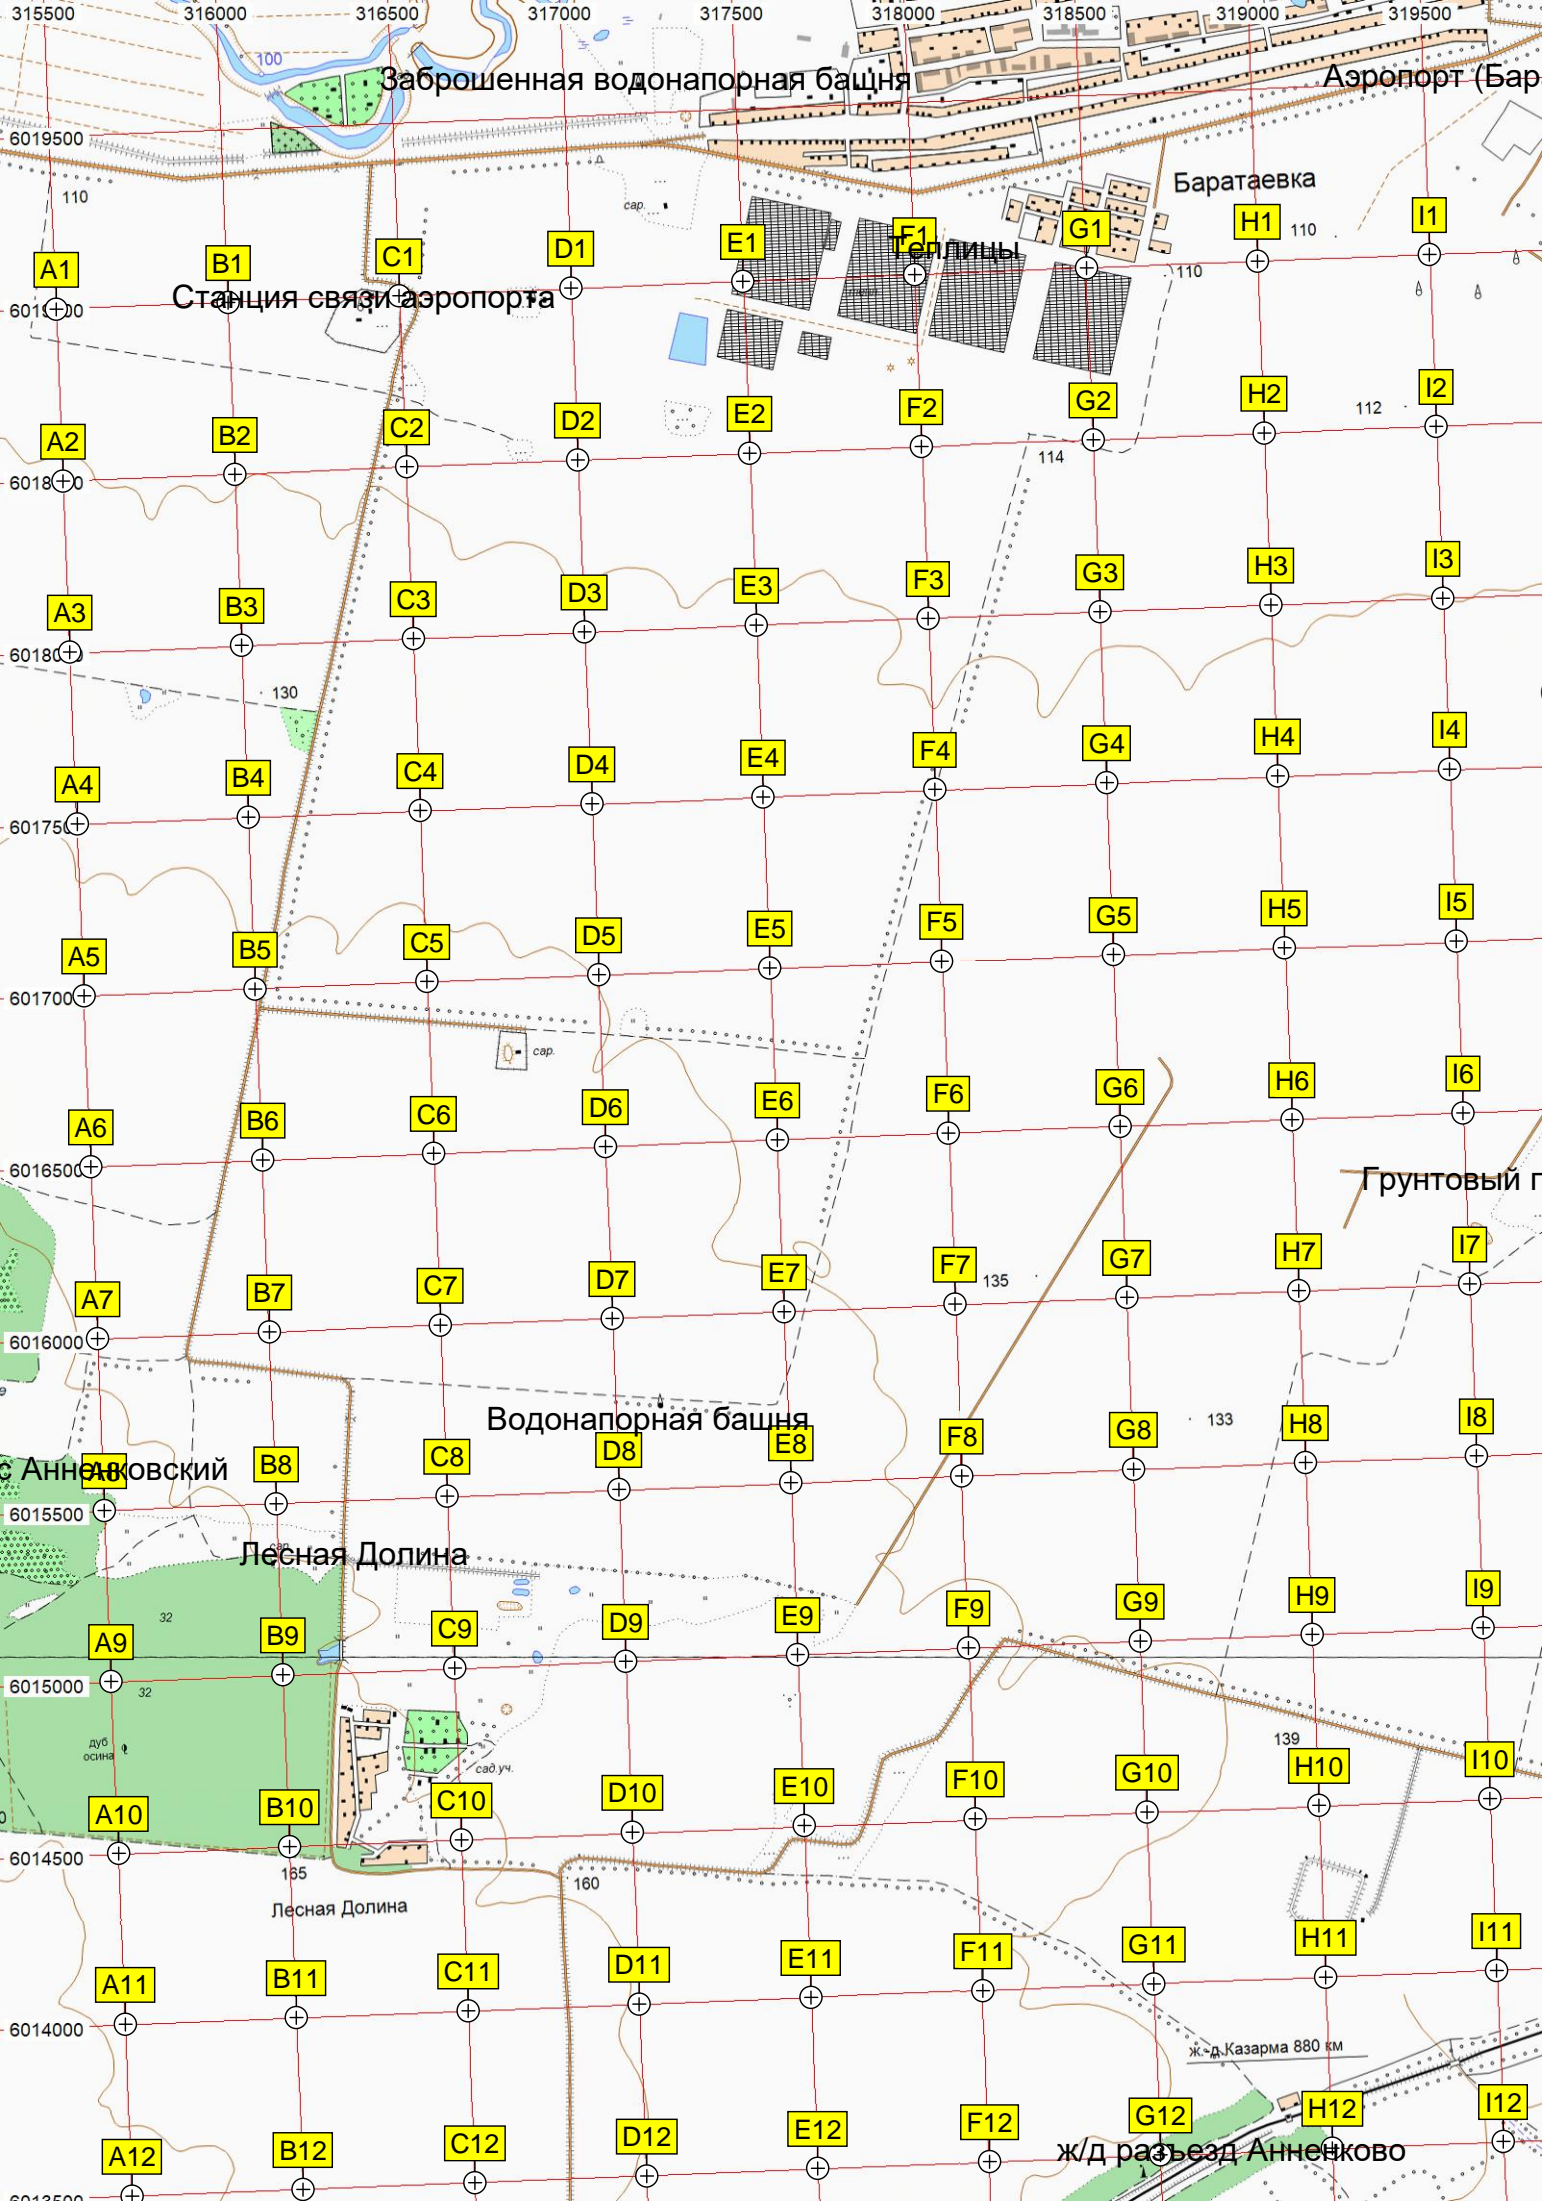 315500 316000 316500 317000 317500 318000 318500 319000 319500
100
Заброшенная водонапорная башня
Аэропорт (Бар
6019500
110
сар.
Баратаевка
A1 B1 C1 D1 E1 F1 G1 H1 I1
110
Теплицы
110
Станция связи аэропорта
A2 B2 C2 D2 E2 F2 G2 H2 I2
112
114
A3 B3 C3 D3 E3 F3 G3 H3 I3
130
A4 B4 C4 D4 E4 F4 G4 H4 I4
A5 B5 C5 D5 E5 F5 G5 H5 I5
сар.
A6 B6 C6 D6 E6 F6 G6 H6 I6
6016500
Грунтовый г
A7 B7 C7 D7 E7 F7 G7 H7 I7
135
6016000
Водонапорная башня
133
A8 B8 C8 D8 E8 F8 G8 H8 I8
с Анненковский
6015500
сар.
Лесная Долина
32
A9 B9 C9 D9 E9 F9 G9 H9 I9
6015000
32
дуб
осина
139
сад.уч.
A10 B10 C10 D10 E10 F10 G10 H10 I10
6014500
165
160
Лесная Долина
A11 B11 C11 D11 E11 F11 G11 H11 I11
6014000
ж.-д.Казарма 880 км
A12 B12 C12 D12 E12 F12 G12 H12 I12
ж/д разъезд Анненково
6013500